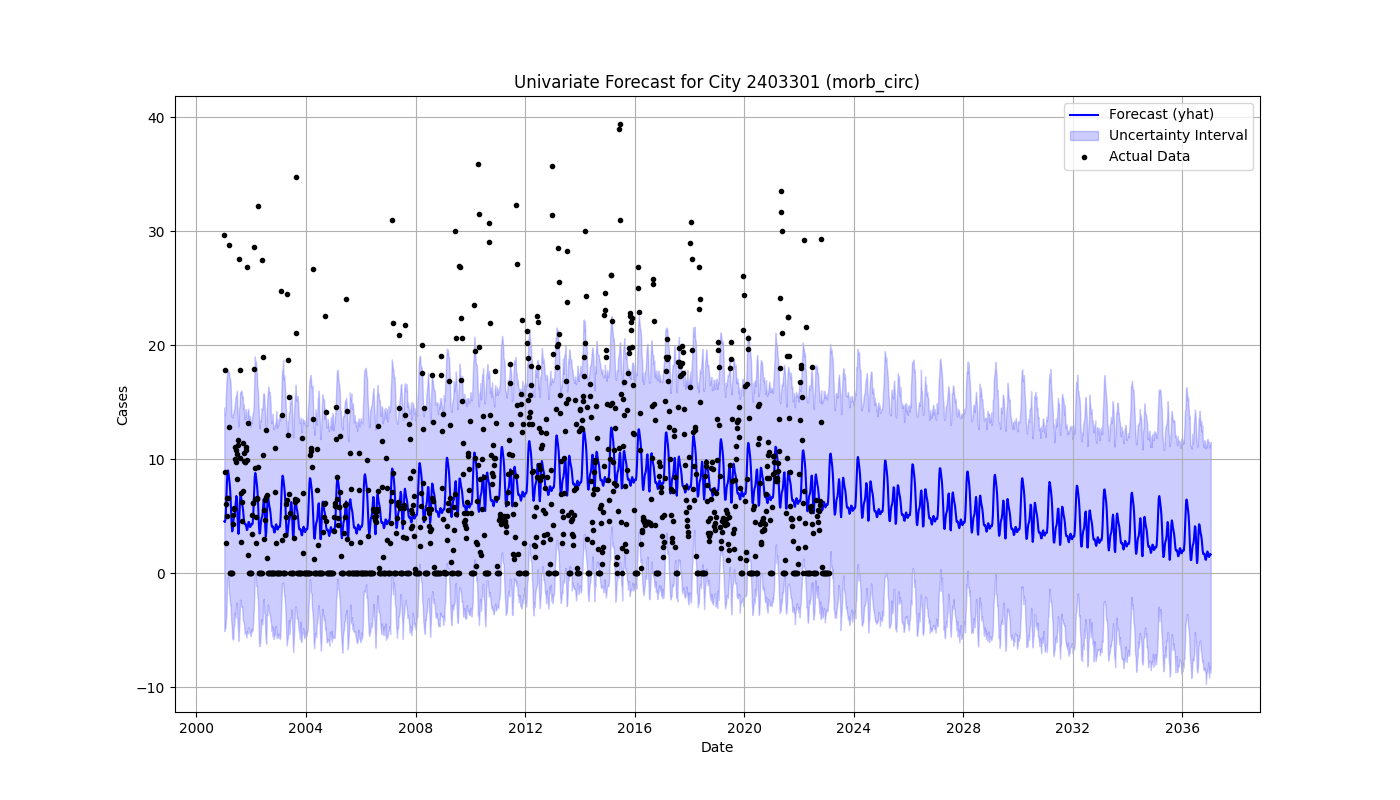 Univariate Forecast for City 2403301 (morb_circ)
Forecast (yhat)
Uncertainty Interval
Actual Data
Cases
40
30
20
10
0
−10
2000 2004 2008 2012 2016 2020 2024 2028 2032 2036
Date